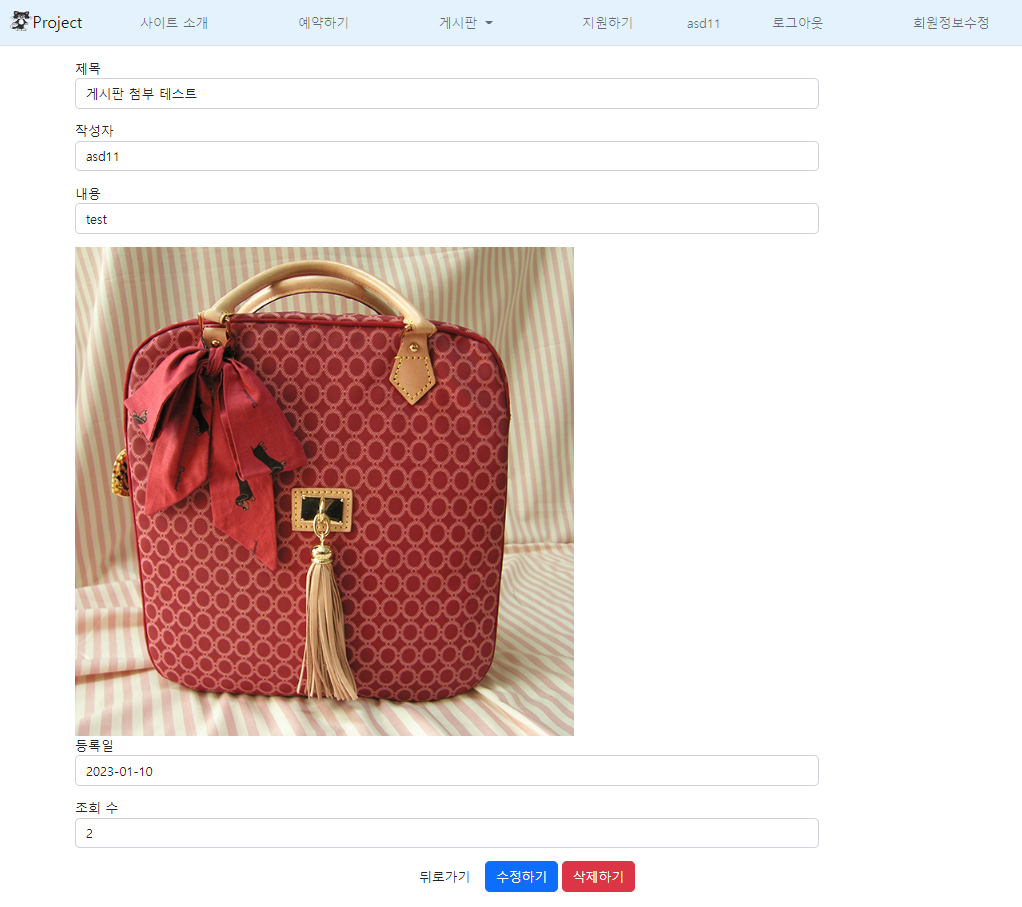 Project 사이트 소개 예약하기 게시판 지원하기 asd11 로그아웃 회원정보수정
제목
게시판 첨부 테스트
작성자
asd11
내용
test
등록일
2023-01-10
조회 수
2
뒤로가기 수정하기 삭제하기